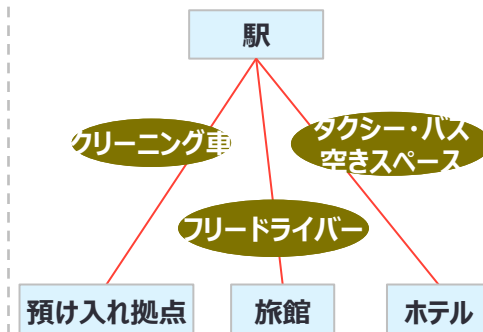 駅
クリーニング車
タクシー・バス
空きスペース
フリードライバー
預け入れ拠点
旅館
ホテル